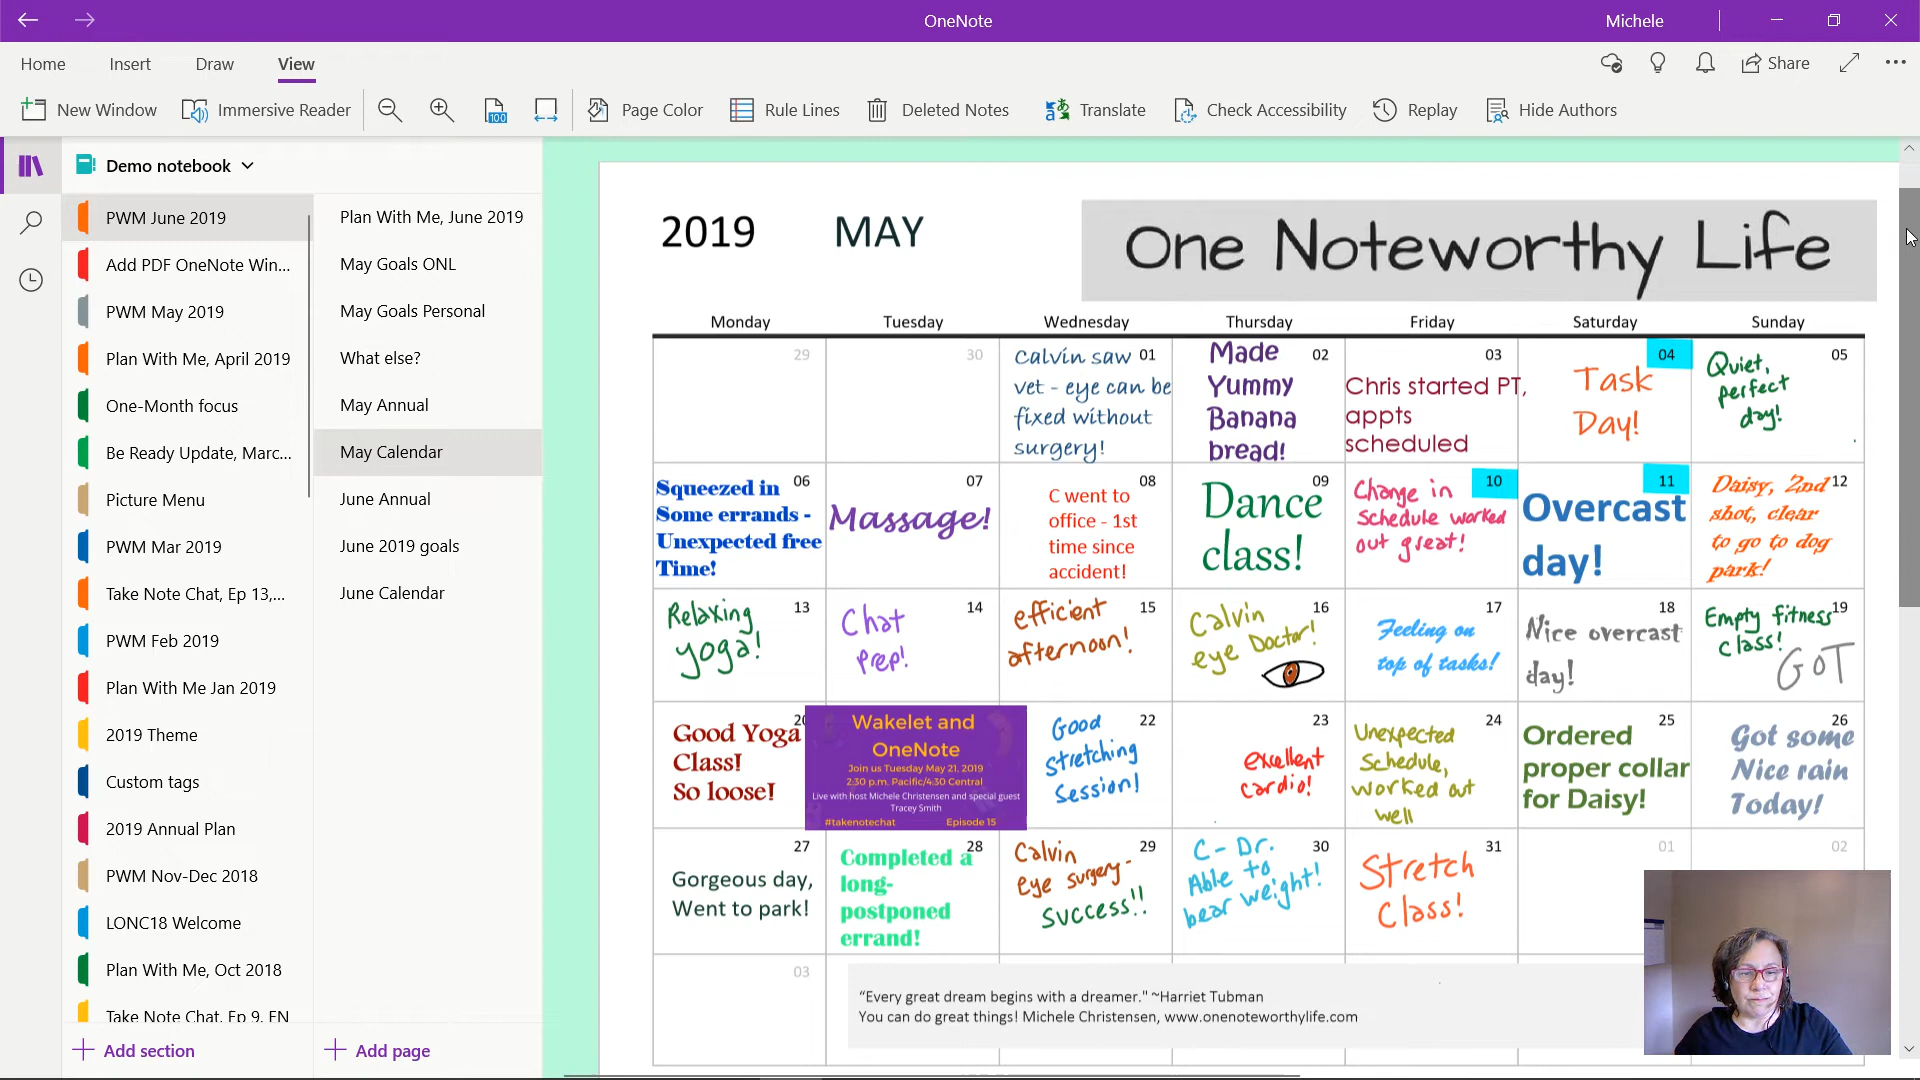 OneNote
Michele
Home Insert Draw View
Share
New Window Immersive Reader 100 Page Color Rule Lines Deleted Notes Translate Check Accessibility Replay Hide Authors
Demo notebook
PWM June 2019
Add PDF OneNote Win...
PWM May 2019
Plan With Me, April 2019
One-Month focus
Be Ready Update, Marc...
Picture Menu
PWM Mar 2019
Take Note Chat, Ep 13,...
PWM Feb 2019
Plan With Me Jan 2019
2019 Theme
Custom tags
2019 Annual Plan
PWM Nov-Dec 2018
LONC18 Welcome
Plan With Me, Oct 2018
Take Note Chat, Ep 9, EN
Add section
Plan With Me, June 2019
May Goals ONL
May Goals Personal
What else?
May Annual
May Calendar
June Annual
June 2019 goals
June Calendar
Add page
2019 MAY
One Noteworthy Life
Monday Tuesday Wednesday Thursday Friday Saturday Sunday
29
30
01
Calvin saw
vet - eye can be
fixed without
surgery!
02
Made
Yummy
Banana
bread!
03
Chris started PT,
appts
scheduled
04
Task
Day!
05
Quiet,
perfect
day!
06
Squeezed in
Some errands -
Unexpected free
Time!
07
Massage!
08
C went to
office - 1st
time since
accident!
09
Dance
class!
10
Change in
Schedule worked
out great!
11
Overcast
day!
12
Daisy, 2nd
shot, clear
to go to dog
park!
13
Relaxing
yoga!
14
Chat
Prep!
15
efficient
afternoon!
16
Calvin
eye Doctor!
17
Feeling on
top of tasks!
18
Nice overcast
day!
19
Empty fitness
class!
GoT
20
Good Yoga
Class!
So loose!
Wakelet and
OneNote
Join us Tuesday May 21, 2019
2:30 p.m. Pacific/4:30 Central
Live with host Michele Christensen and special guest
Tracey Smith
#takenotechat Episode 15
22
Good
stretching
session!
23
excellent
cardio!
24
Unexpected
Schedule,
worked out
well
25
Ordered
proper collar
for Daisy!
26
Got some
Nice rain
Today!
27
Gorgeous day,
Went to park!
28
Completed a
long-
postponed
errand!
29
Calvin
eye surgery-
success!!
30
C- Dr.
Able to
bear weight!
31
Stretch
Class!
01
02
03
“Every great dream begins with a dreamer." ~Harriet Tubman
You can do great things! Michele Christensen, www.onenoteworthylife.com